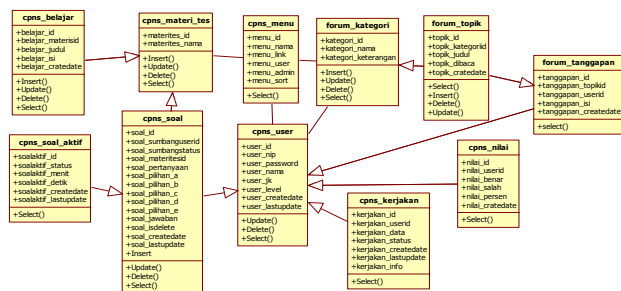 cpns_belajar
+belajar_id
+belajar_materisid
+belajar_judul
+belajar_isi
+belajar_cratedate
+Insert()
+Update()
+Delete()
+Select()
cpns_materi_tes
+materites_id
+materites_nama
+Insert()
+Update()
+Delete()
+Select()
cpns_menu
+menu_id
+menu_nama
+menu_link
+menu_user
+menu_admin
+menu_sort
+Select()
forum_kategori
+kategori_id
+kategori_nama
+kategori_keterangan
+Insert()
+Update()
+Delete()
+Select()
forum_topik
+topik_id
+topik_kategoriid
+topik_judul
+topik_dibaca
+topik_cratedate
+Select()
+Insert()
+Delete()
+Update()
forum_tanggapan
+tanggapan_id
+tanggapan_topikid
+tanggapan_userid
+tanggapan_isi
+tanggapan_createdate
+select()
cpns_soal_aktif
+soalaktif_id
+soalaktif_status
+soalaktif_menit
+soalaktif_detik
+soalaktif_createdate
+soalaktif_lastupdate
+Select()
cpns_soal
+soal_id
+soal_sumbanguserid
+soal_sumbangstatus
+soal_materitesid
+soal_pertanyaan
+soal_pilihan_a
+soal_pilihan_b
+soal_pilihan_c
+soal_pilihan_d
+soal_pilihan_e
+soal_jawaban
+soal_isdelete
+soal_createdate
+soal_lastupdate
+Insert
+Update()
+Delete()
+Select()
cpns_user
+user_id
+user_nip
+user_password
+user_nama
+user_jk
+user_level
+user_createdate
+user_lastupdate
+Update()
+Delete()
+Select()
cpns_kerjakan
+kerjakan_id
+kerjakan_userid
+kerjakan_data
+kerjakan_status
+kerjakan_createdate
+kerjakan_lastupdate
+kerjakan_info
+Select()
cpns_nilai
+nilai_id
+nilai_userid
+nilai_benar
+nilai_salah
+nilai_persen
+nilai_cratedate
+Select()